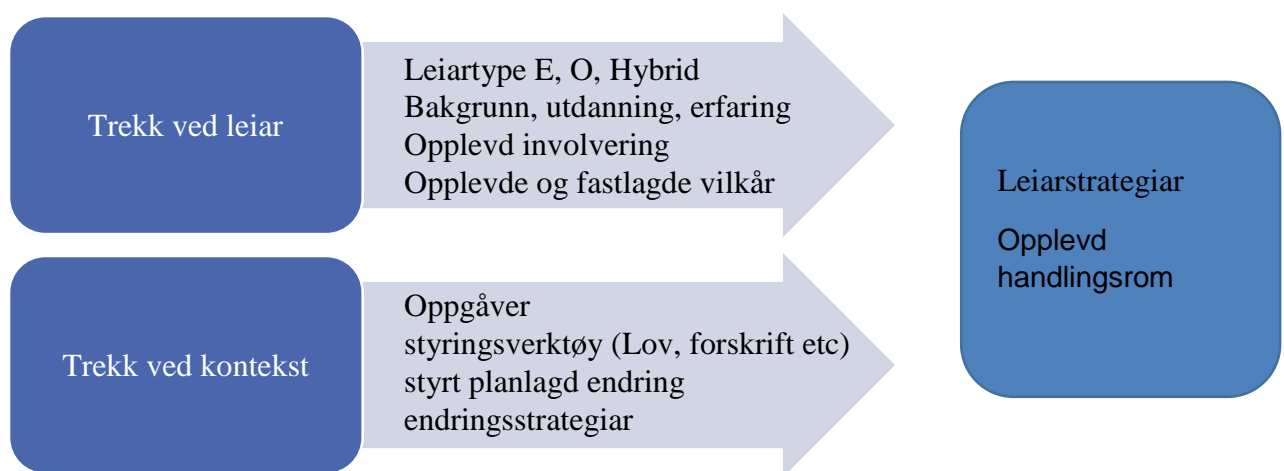 Trekk ved leiar
Leiartype E, O, Hybrid
Bakgrunn, utdanning, erfaring
Opplevd involvering
Opplevde og fastlagde vilkår
Trekk ved kontekst
Oppgåver
styringsverktøy (Lov, forskrift etc)
styrt planlagd endring
endringsstrategiar
Leiarstrategiar
Opplevd
handlingsrom